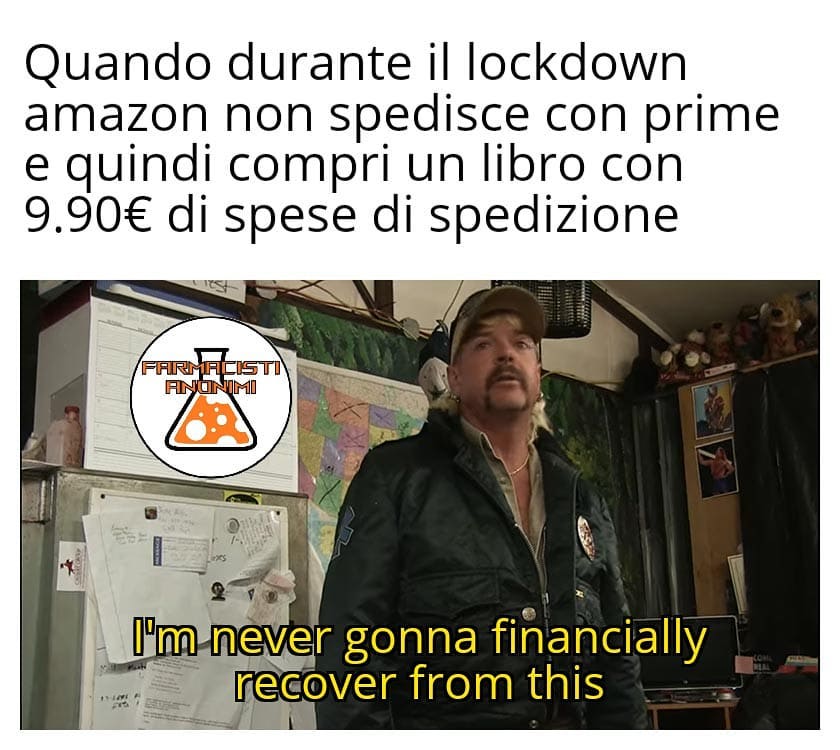 Quando durante il lockdown
amazon non spedisce con prime
e quindi compri un libro con
9.90€ di spese di spedizione
FARMACISTI
ANONIMI
I'm never gonna financially
recover from this